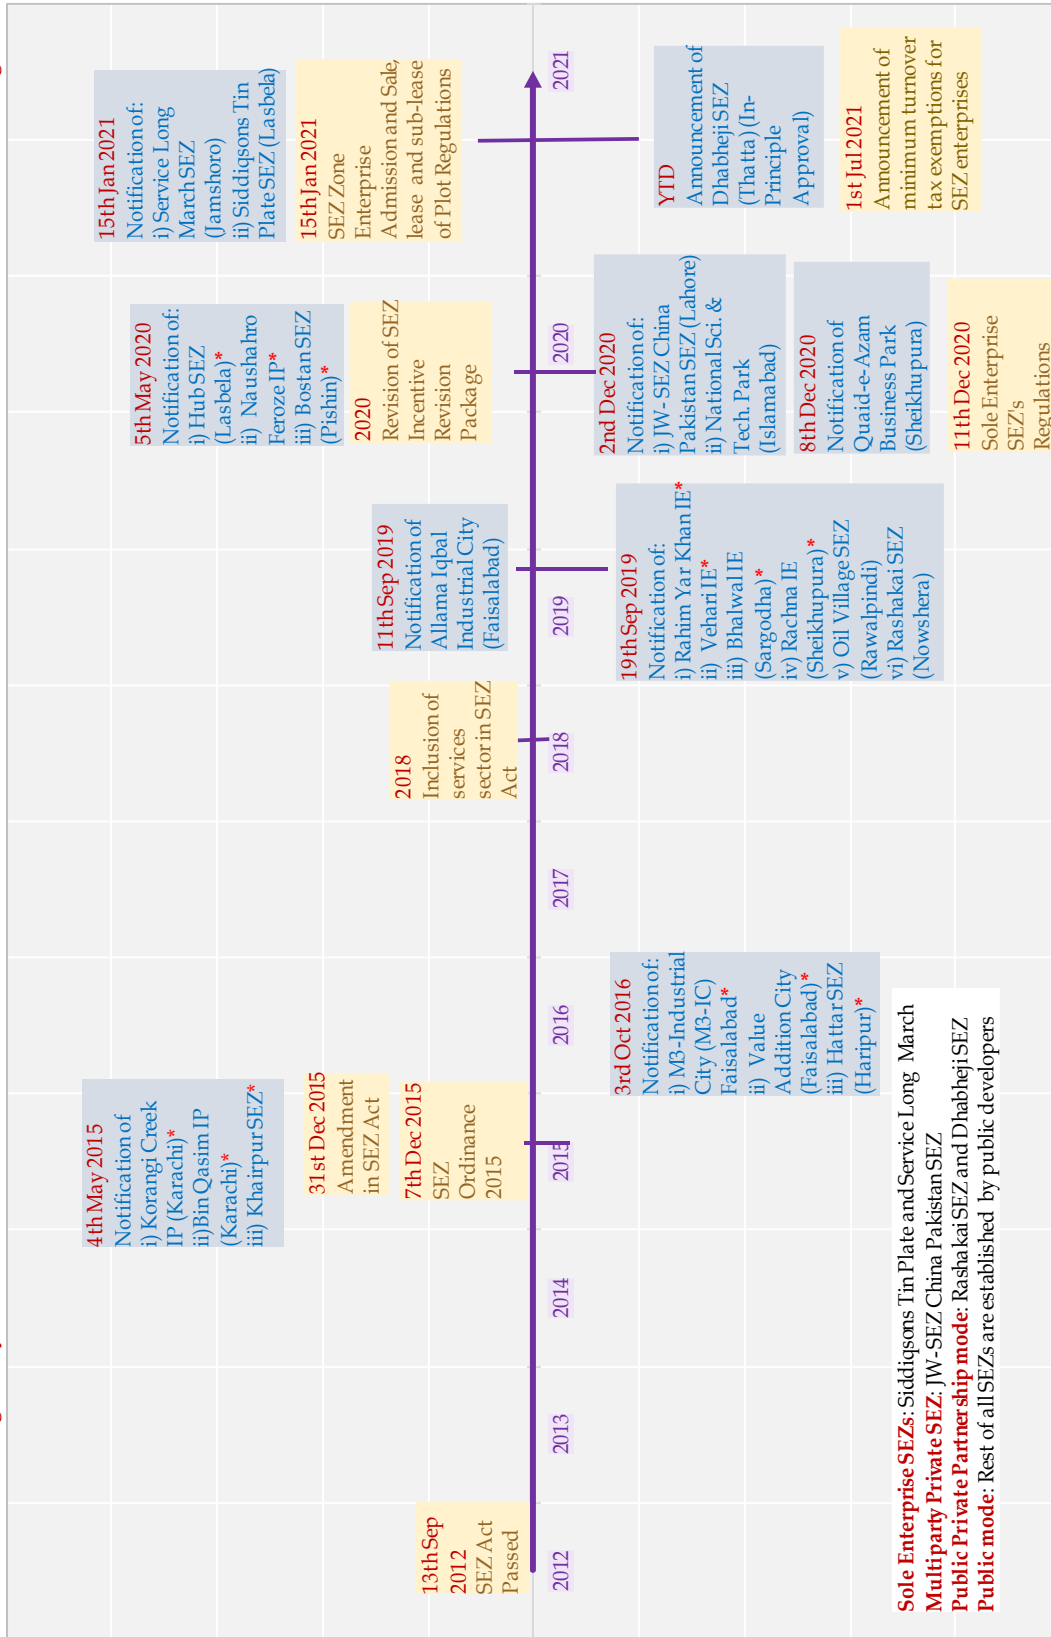 13th Sep
2012
SEZ Act
Passed
4th May 2015
Notification of
i) Korangi Creek
IP (Karachi)*
ii)Bin Qasim IP
(Karachi)*
iii) Khairpur SEZ*
31st Dec 2015
Amendment
in SEZ Act
7th Dec 2015
SEZ
Ordinance
2015
2018
Inclusion of
services
sector in SEZ
Act
11th Sep 2019
Notification of
Allama Iqbal
Industrial City
(Faisalabad)
5th May 2020
Notification of:
i) Hub SEZ
(Lasbela)*
ii) Naushahro
Feroze IP*
iii) Bostan SEZ
(Pishin)*
2020
Revision of SEZ
Incentive
Revision
Package
15th Jan 2021
Notification of:
i) Service Long
March SEZ
(Jamshoro)
ii) Siddiqsons Tin
Plate SEZ (Lasbela)
15th Jan 2021
SEZ Zone
Enterprise
Admission and Sale,
lease and sub-lease
of Plot Regulations
2012
2013
2014
2015
2016
2017
2018
2019
2020
2021
3rd Oct 2016
Notification of:
i) M3-Industrial
City (M3-IC)
Faisalabad*
ii) Value
Addition City
(Faisalabad)*
iii) Hattar SEZ
(Haripur)*
19th Sep 2019
Notification of:
i) Rahim Yar Khan IE*
ii) Vehari IE*
iii) Bhalwal IE
(Sargodha)*
iv) Rachna IE
(Sheikhupura)*
v) Oil Village SEZ
(Rawalpindi)
vi) Rashakai SEZ
(Nowshera)
2nd Dec 2020
Notification of:
i) JW- SEZ China
Pakistan SEZ (Lahore)
ii) National Sci. &
Tech. Park
(Islamabad)
8th Dec 2020
Notification of
Quaid-e-Azam
Business Park
(Sheikhupura)
11th Dec 2020
Sole Enterprise
SEZ's
Regulations
YTD
Announcement of
Dhabheji SEZ
(Thatta) (In-
Principle
Approval)
1st Jul 2021
Announcement of
minimum turnover
tax exemptions for
SEZ enterprises
Sole Enterprise SEZs: Siddiqsons Tin Plate and Service Long March
Multiparty Private SEZ: JW-SEZ China Pakistan SEZ
Public Private Partnership mode: Rashakai SEZ and Dhabheji SEZ
Public mode: Rest of all SEZs are established by public developers